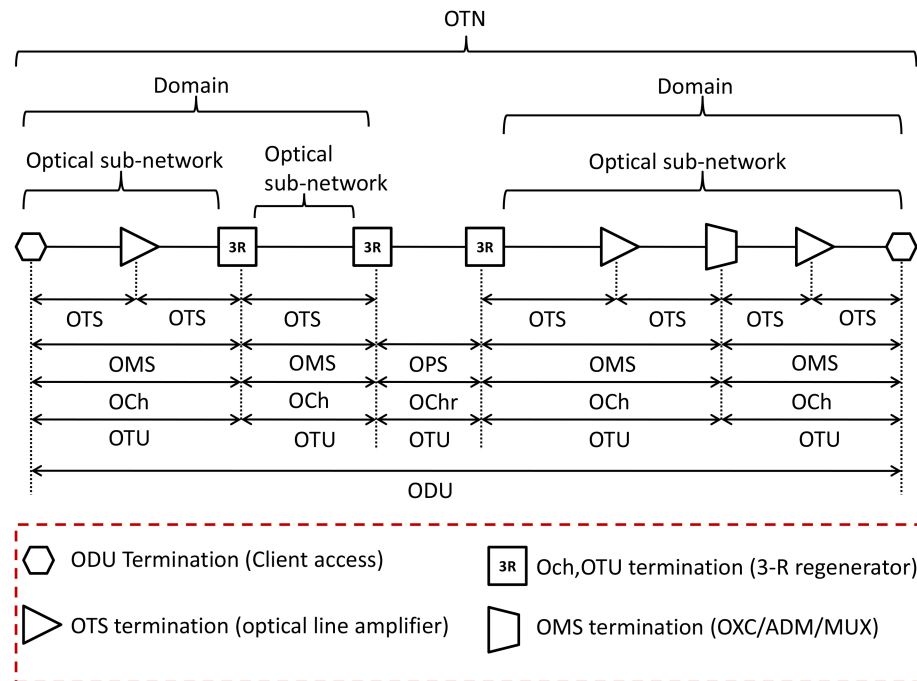 OTN
Domain
Domain
Optical sub-network
Optical
sub-network
Optical sub-network
3R
3R
3R
OTS
OTS
OTS
OTS
OTS
OTS
OTS
OMS
OMS
OPS
OMS
OMS
OCh
OCh
OChr
OCh
OCh
OTU
OTU
OTU
OTU
OTU
ODU
ODU Termination (Client access)
3R
Och,OTU termination (3-R regenerator)
OTS termination (optical line amplifier)
OMS termination (OXC/ADM/MUX)